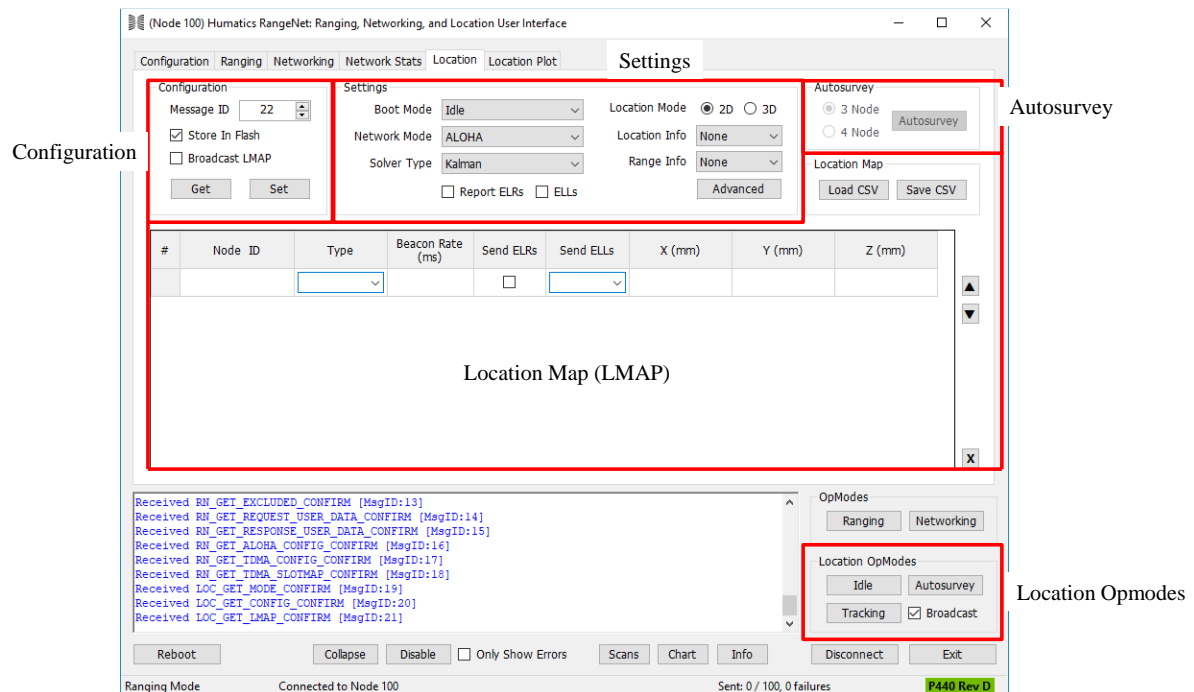 (Node 100) Humatics RangeNet: Ranging, Networking, and Location User Interface
Configuration Ranging Networking Network Stats Location Location Plot
Settings
Configuration
Message ID 22
Store In Flash
Broadcast LMAP
Get Set
Configuration
Settings
Boot Mode Idle
Network Mode ALOHA
Solver Type Kalman
Report ELRs ELLs
Location Mode 2D 3D
Location Info None
Range Info None
Advanced
Autosurvey
3 Node
4 Node
Autosurvey
Autosurvey
Location Map
Load CSV Save CSV
# Node ID Type Beacon Rate (ms) Send ELRs Send ELLs X (mm) Y (mm) Z (mm)
Location Map (LMAP)
X
Received RN_GET_EXCLUDED_CONFIRM [MsgID:13]
Received RN_GET_REQUEST_USER_DATA_CONFIRM [MsgID:14]
Received RN_GET_RESPONSE_USER_DATA_CONFIRM [MsgID:15]
Received RN_GET_ALOHA_CONFIG_CONFIRM [MsgID:16]
Received RN_GET_TDMA_CONFIG_CONFIRM [MsgID:17]
Received RN_GET_TDMA_SLOTMAP_CONFIRM [MsgID:18]
Received LOC_GET_MODE_CONFIRM [MsgID:19]
Received LOC_GET_CONFIG_CONFIRM [MsgID:20]
Received LOC_GET_LMAP_CONFIRM [MsgID:21]
OpModes
Ranging Networking
Location OpModes
Idle Autosurvey
Tracking Broadcast
Location Opmodes
Reboot Collapse Disable Only Show Errors Scans Chart Info Disconnect Exit
Ranging Mode Connected to Node 100 Sent: 0 / 100, 0 failures P440 Rev D